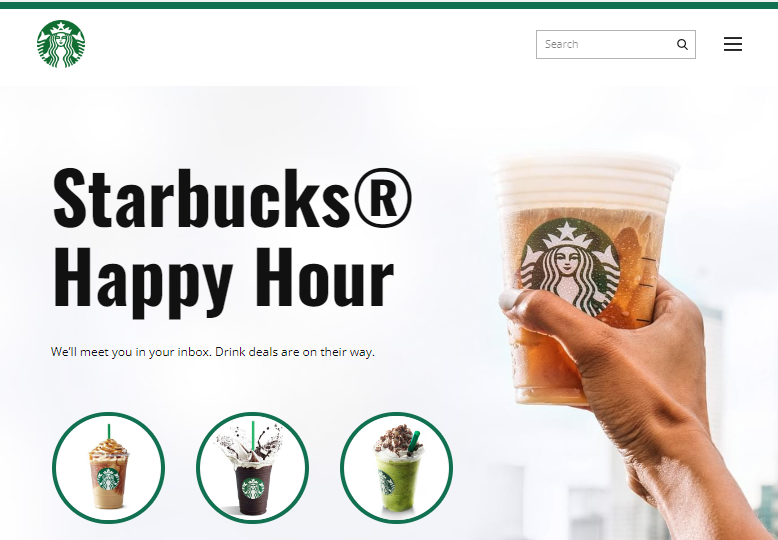 Search
Starbucks®
Happy Hour
We'll meet you in your inbox. Drink deals are on their way.